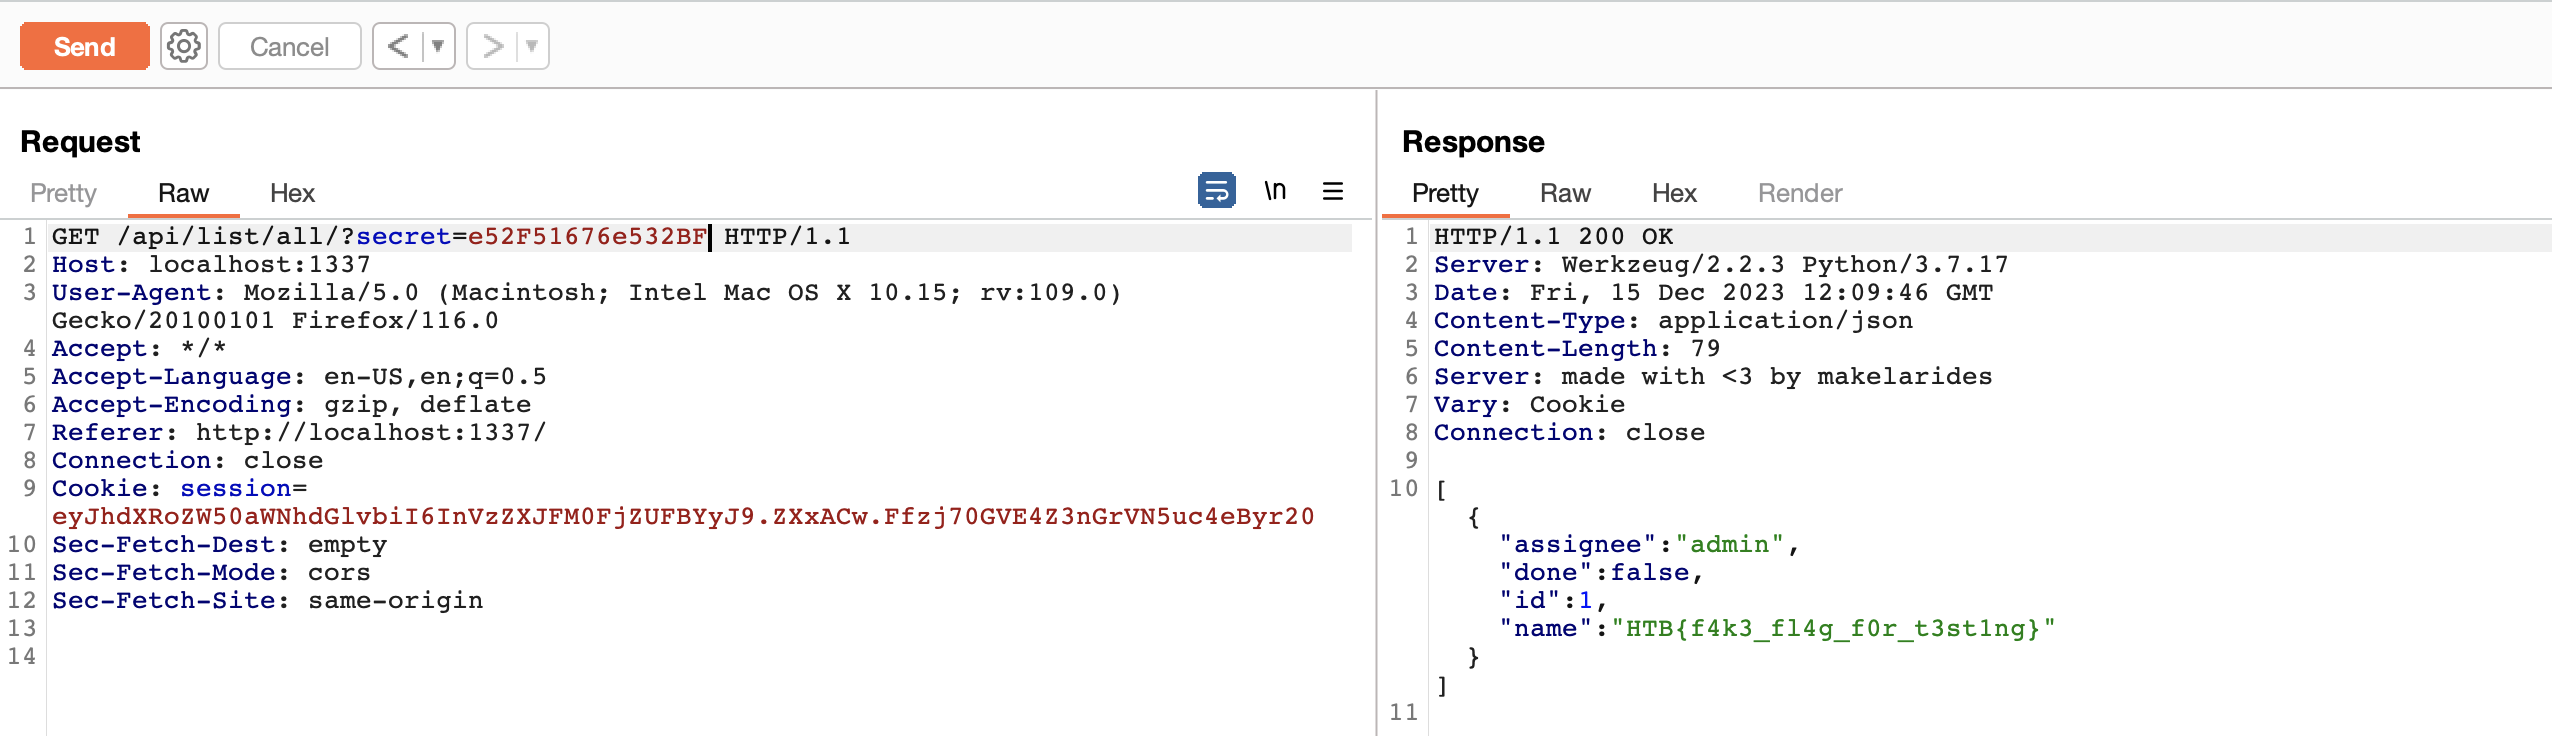 Send
Cancel
< ▼
> ▼
Request
Pretty Raw Hex
\n
1 GET /api/list/all/?secret=e52F51676e532BF HTTP/1.1
2 Host: localhost:1337
3 User-Agent: Mozilla/5.0 (Macintosh; Intel Mac OS X 10.15; rv:109.0)
Gecko/20100101 Firefox/116.0
4 Accept: */*
5 Accept-Language: en-US,en;q=0.5
6 Accept-Encoding: gzip, deflate
7 Referer: http://localhost:1337/
8 Connection: close
9 Cookie: session=
eyJhdXRoZW50aWNhdGlvbiI6InVzZXJFM0FjZUFBYyJ9.ZXxACw.Ffzj70GVE4Z3nGrVN5uc4eByr20
10 Sec-Fetch-Dest: empty
11 Sec-Fetch-Mode: cors
12 Sec-Fetch-Site: same-origin
13
14
Response
Pretty Raw Hex Render
1 HTTP/1.1 200 OK
2 Server: Werkzeug/2.2.3 Python/3.7.17
3 Date: Fri, 15 Dec 2023 12:09:46 GMT
4 Content-Type: application/json
5 Content-Length: 79
6 Server: made with <3 by makelarides
7 Vary: Cookie
8 Connection: close
9
10 [
{
"assignee":"admin",
"done":false,
"id":1,
"name":"HTB{f4k3_fl4g_f0r_t3st1ng}"
}
]
11